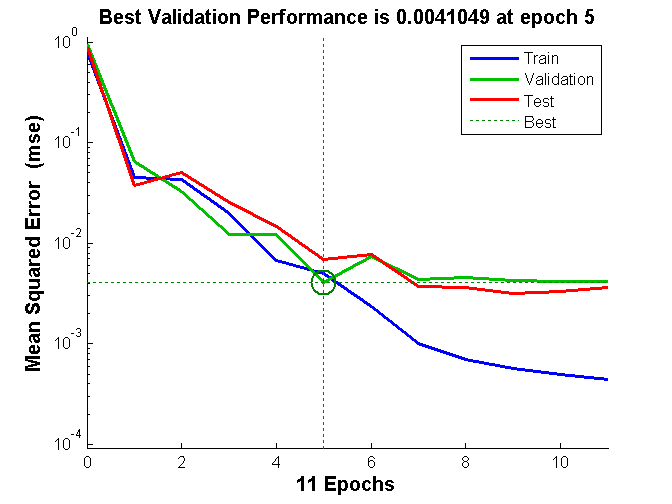 Best Validation Performance is 0.0041049 at epoch 5
Mean Squared Error (mse)
10^0
10^-1
10^-2
10^-3
10^-4
Train
Validation
Test
Best
0 2 4 6 8 10
11 Epochs